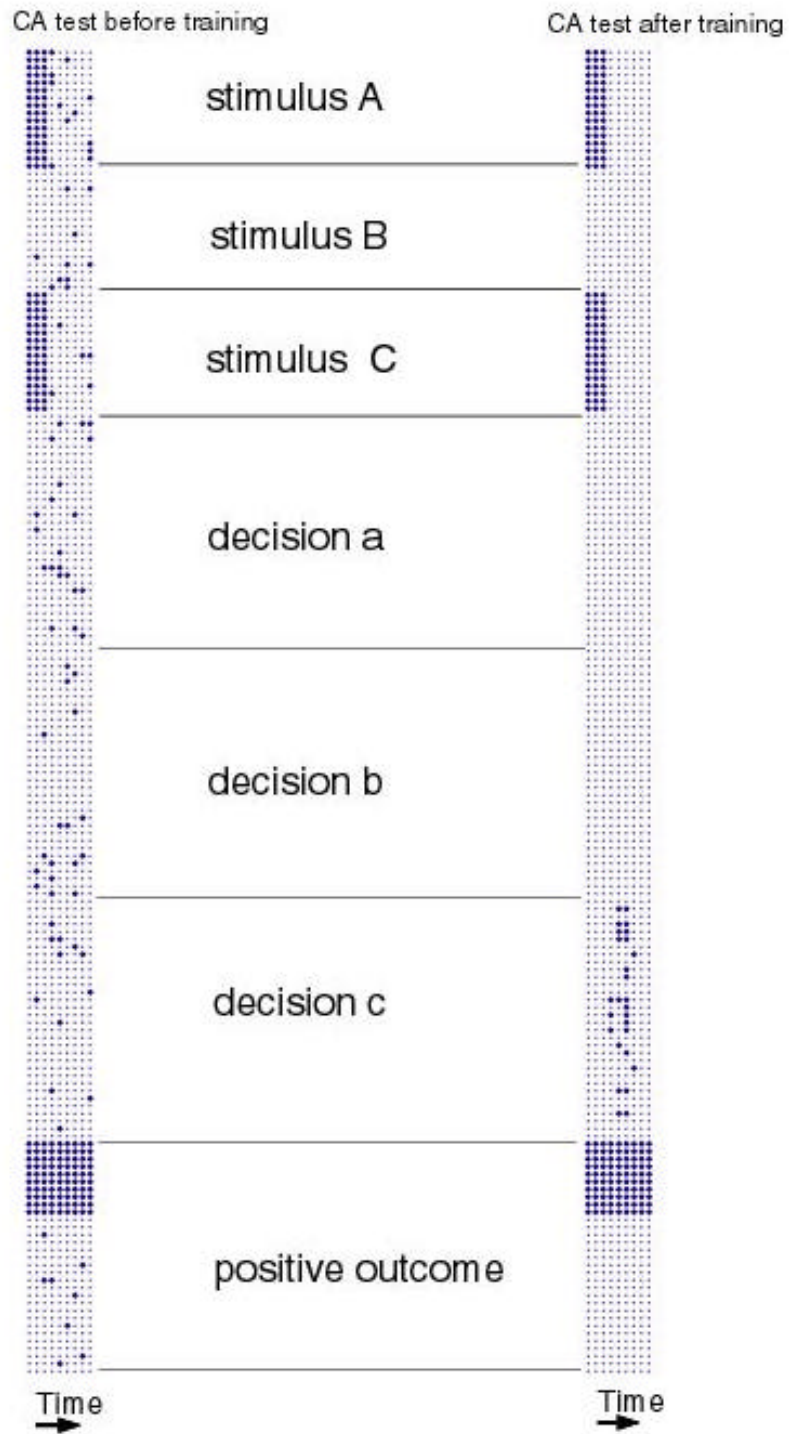 CA test before training
CA test after training
stimulus A
stimulus B
stimulus C
decision a
decision b
decision c
positive outcome
Time
Time